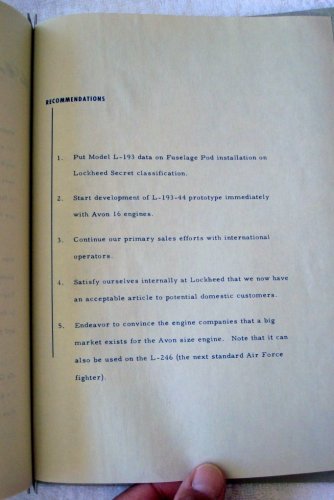 RECOMMENDATIONS
1. Put Model L-193 data on Fuselage Pod installation on
Lockheed Secret classification.
2. Start development of L-193-44 prototype immediately
with Avon 16 engines.
3. Continue our primary sales efforts with international
operators.
4. Satisfy ourselves internally at Lockheed that we now have
an acceptable article to potential domestic customers.
5. Endeavor to convince the engine companies that a big
market exists for the Avon size engine. Note that it can
also be used on the L-246 (the next standard Air Force
fighter).